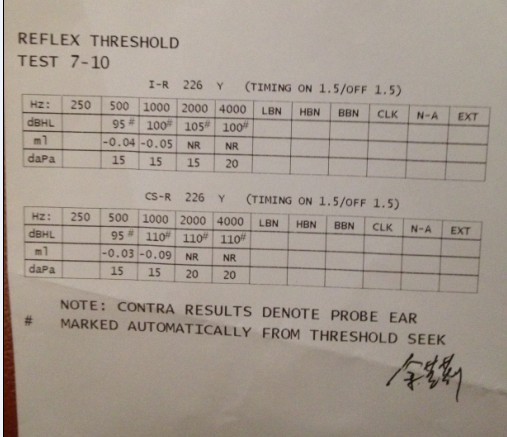 REFLEX THRESHOLD
TEST 7-10
I-R 226 Y (TIMING ON 1.5/OFF 1.5)
Hz: 250 500 1000 2000 4000 LBN HBN BBN CLK N-A EXT
dBHL 95# 100# 105# 100#
ml -0.04 -0.05 NR NR
daPa 15 15 15 20
CS-R 226 Y (TIMING ON 1.5/OFF 1.5)
Hz: 250 500 1000 2000 4000 LBN HBN BBN CLK N-A EXT
dBHL 95# 110# 110# 110#
ml -0.03 -0.09 NR NR
daPa 15 15 20 20
NOTE: CONTRA RESULTS DENOTE PROBE EAR
# MARKED AUTOMATICALLY FROM THRESHOLD SEEK